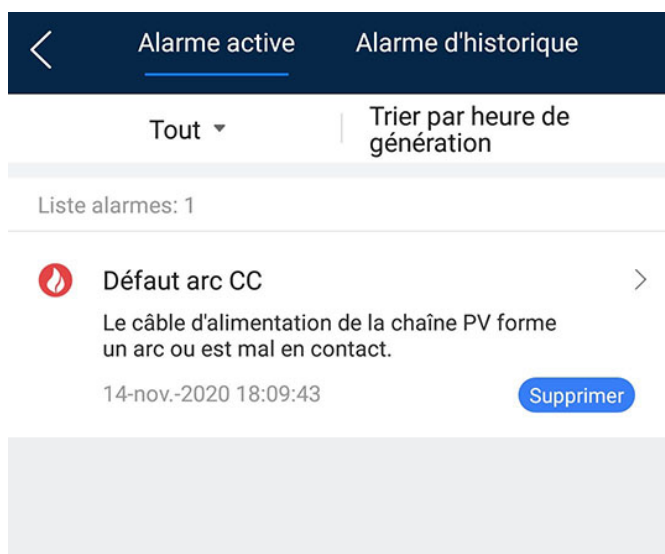 Alarme active
Alarme d'historique
Tout
Trier par heure de
génération
Liste alarmes: 1
Défaut arc CC
Le câble d'alimentation de la chaîne PV forme
un arc ou est mal en contact.
14-nov.-2020 18:09:43
Supprimer